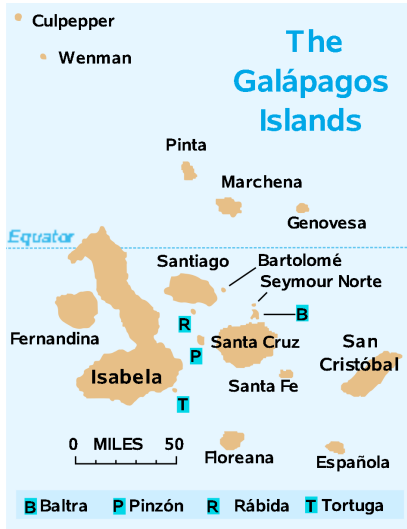 Culpepper
Wenman
The
Galápagos
Islands
Pinta
Marchena
Genovesa
Equator
Santiago
Bartolomé
Seymour Norte
B
R
Fernandina
Santa Cruz
San
Cristóbal
P
Isabela
Santa Fe
T
0 MILES 50
Floreana
Española
B Baltra P Pinzón R Rábida T Tortuga